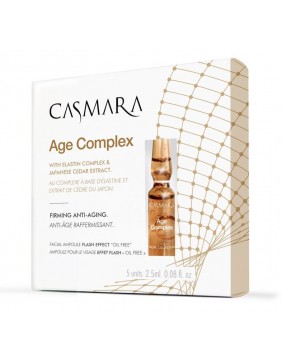 CASMARA
Age Complex
WITH ELASTIN COMPLEX &
JAPANESE CEDAR EXTRACT.
AU COMPLEXE À BASE D'ÉLASTINE ET
EXTRAIT DE CÈDRE DU JAPON.
FIRMING ANTI-AGING.
ANTI-ÂGE RAFFERMISSANT.
FACIAL AMPOULE FLASH EFFECT "OIL FREE"
AMPOULE POUR LE VISAGE EFFET FLASH « OIL FREE »
5 units, 2.5ml 0.08 fl. oz
Age
Complex